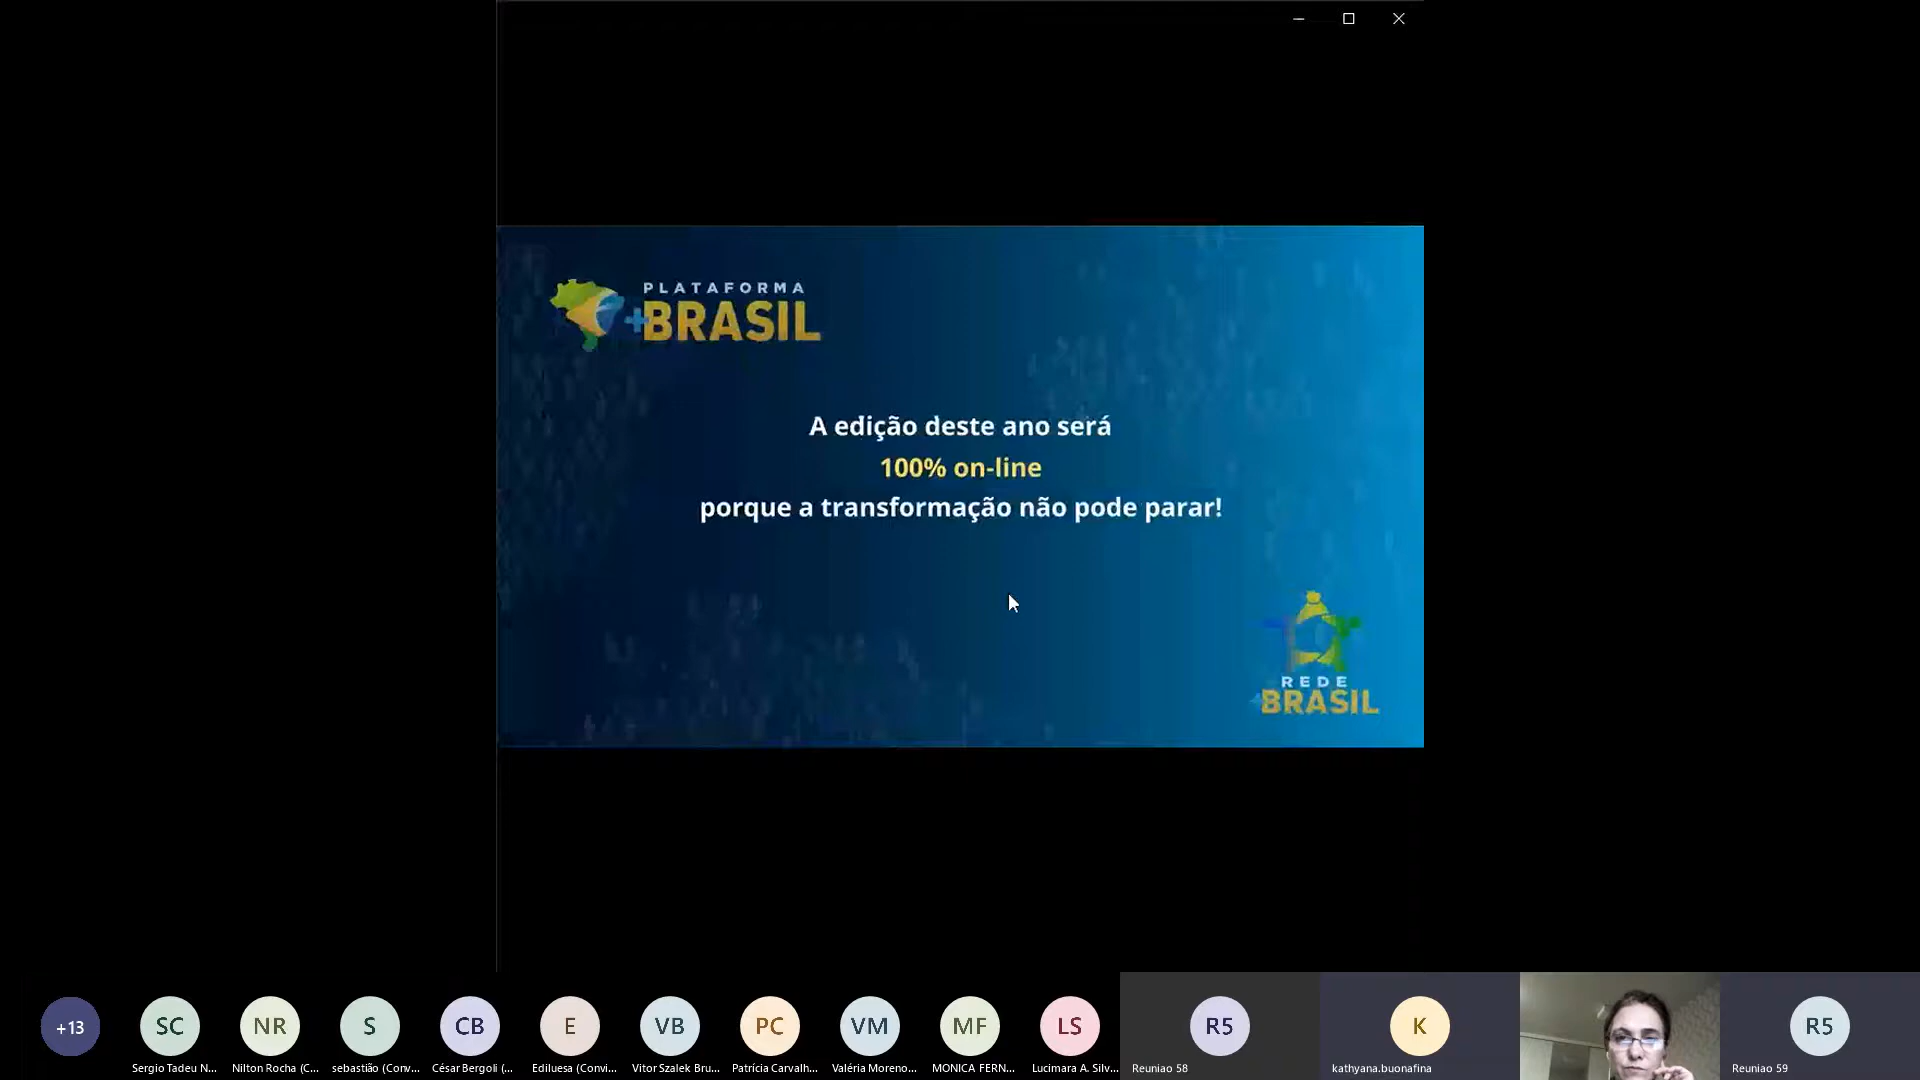 PLATAFORMA
+BRASIL
A edição deste ano será
100% on-line
porque a transformação não pode parar!
REDE
+BRASIL
+13
SC
NR
S
CB
E
VB
PC
VM
MF
LS
R5
K
R5
Sergio Tadeu N...
Nilton Rocha (C...
sebastião (Conv...
César Bergoli (...
Ediluesa (Convi...
Vitor Szalek Bru...
Patrícia Carvalh...
Valéria Moreno...
MONICA FERN...
Lucimara A. Silv...
Reuniao 58
kathyana.buonafina
Reuniao 59